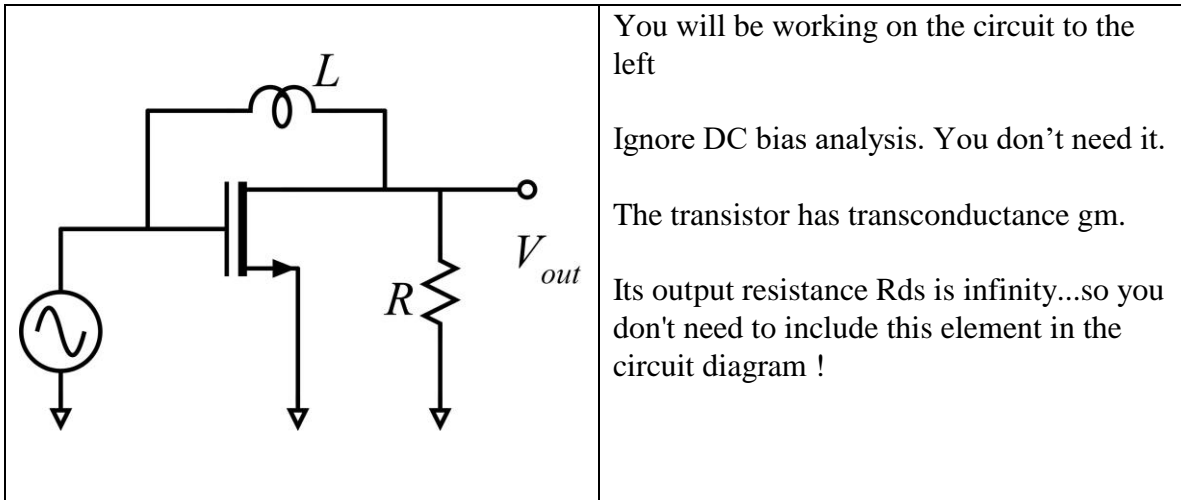 L
V
out
R
You will be working on the circuit to the
left
Ignore DC bias analysis. You don’t need it.
The transistor has transconductance gm.
Its output resistance Rds is infinity...so you
don't need to include this element in the
circuit diagram !